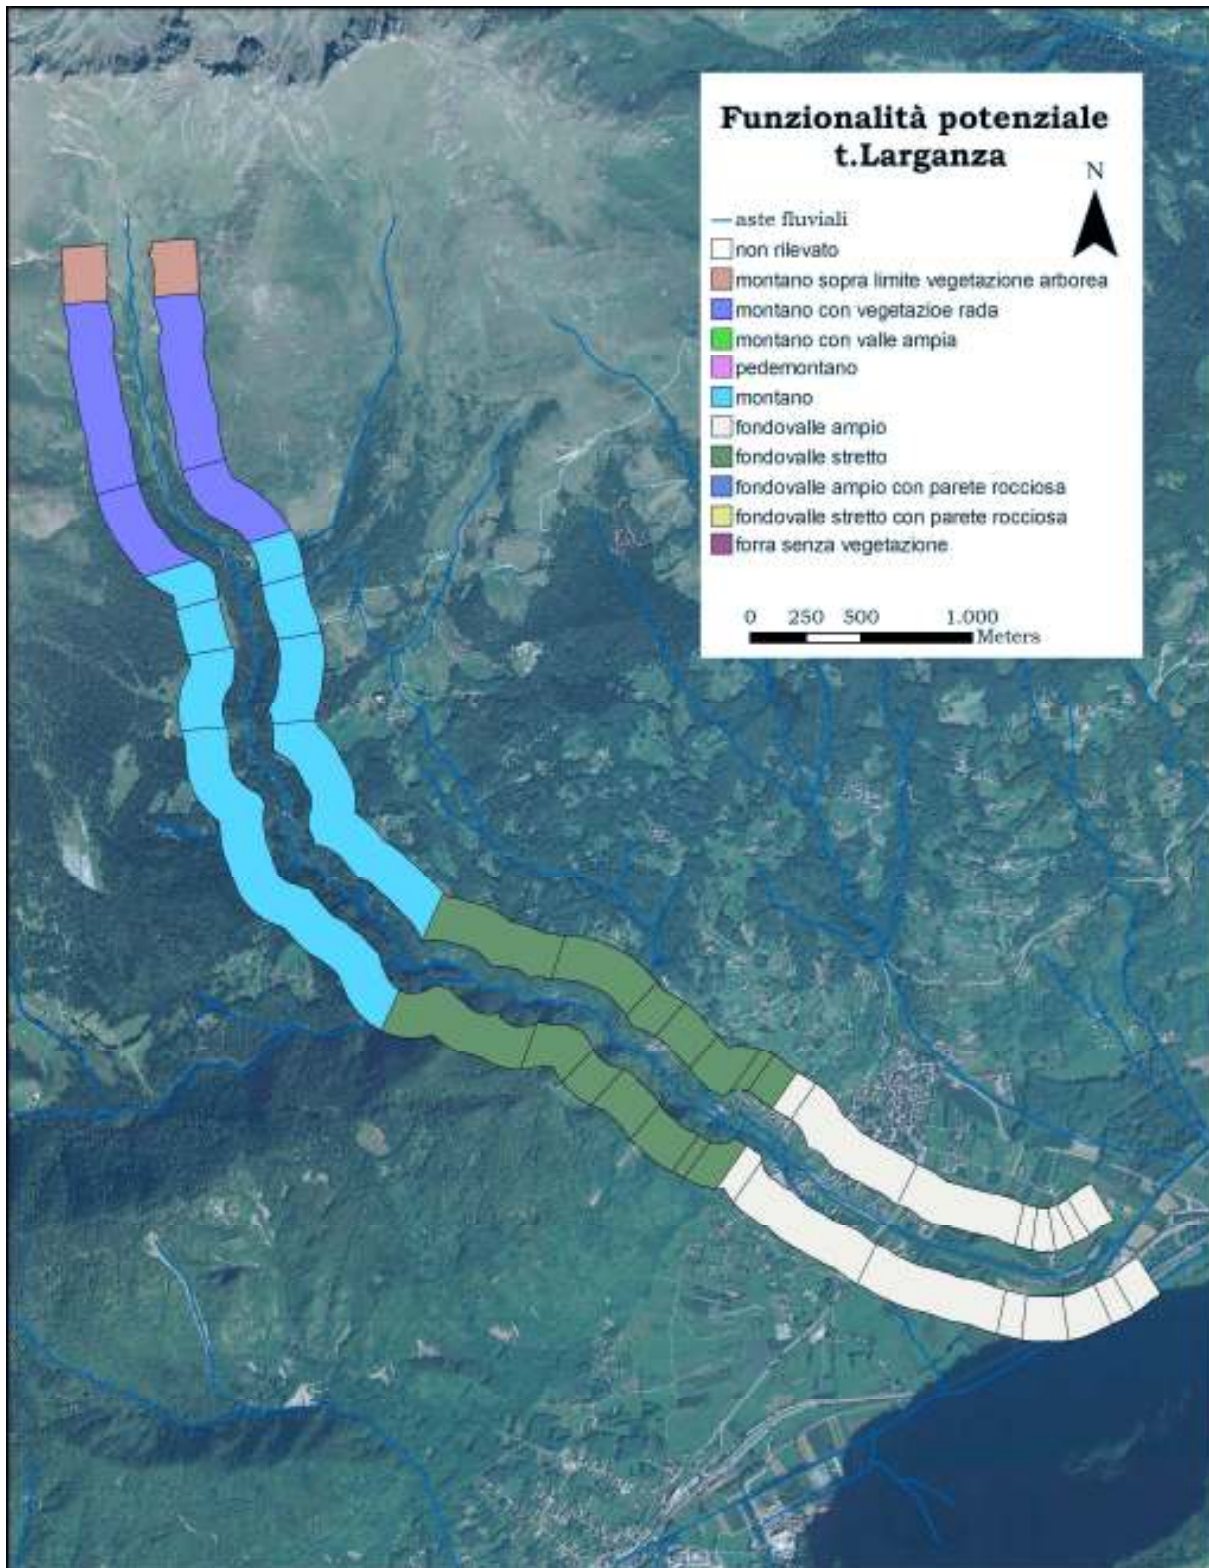 Funzionalità potenziale
t.Larganza
N
aste fluviali
non rilevato
montano sopra limite vegetazione arborea
montano con vegetazioe rada
montano con valle ampia
pedemontano
montano
fondovalle ampio
fondovalle stretto
fondovalle ampio con parete rocciosa
fondovalle stretto con parete rocciosa
forra senza vegetazione
0 250 500 1.000
Meters